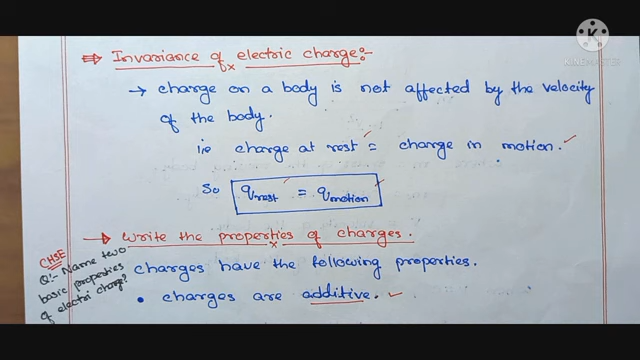 ⇒ Invariance of electric charge:-
→ charge on a body is not affected by the velocity
of the body.
i.e charge at rest = charge in motion.
So q_rest = q_motion
→ Write the properties of charges.
CHSE
Q:- Name two
basic properties
of electric charge?
charges have the following properties.
• charges are additive.
KINEMASTER